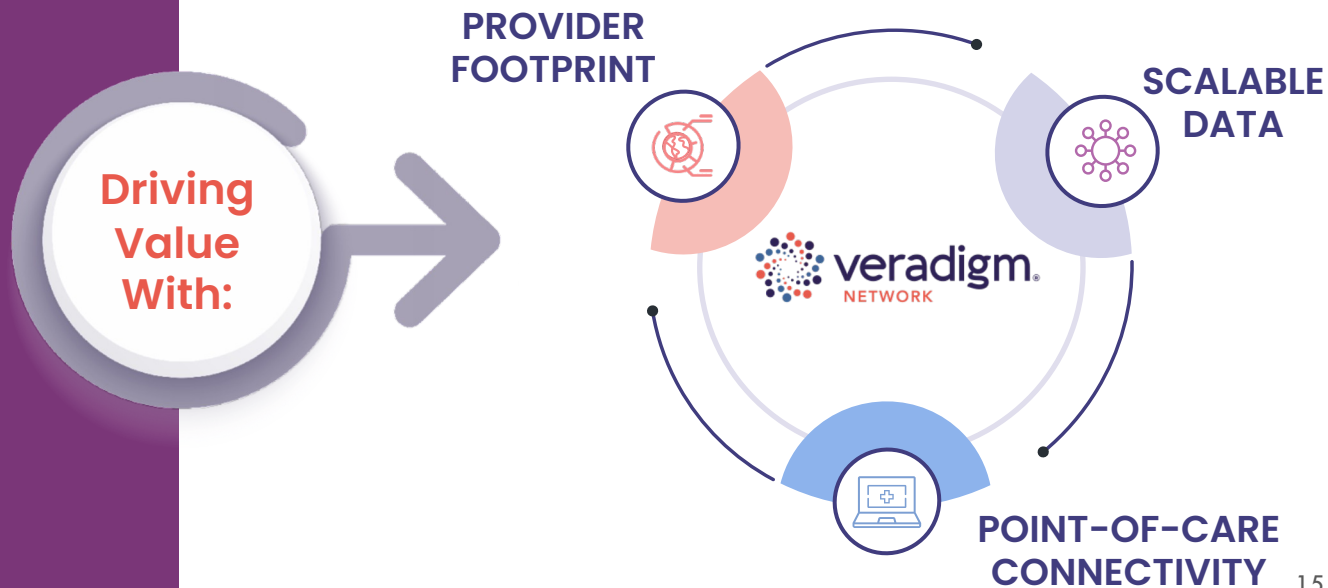 Driving
Value
With:
PROVIDER
FOOTPRINT
SCALABLE
DATA
veradigm®
NETWORK
POINT-OF-CARE
CONNECTIVITY
15